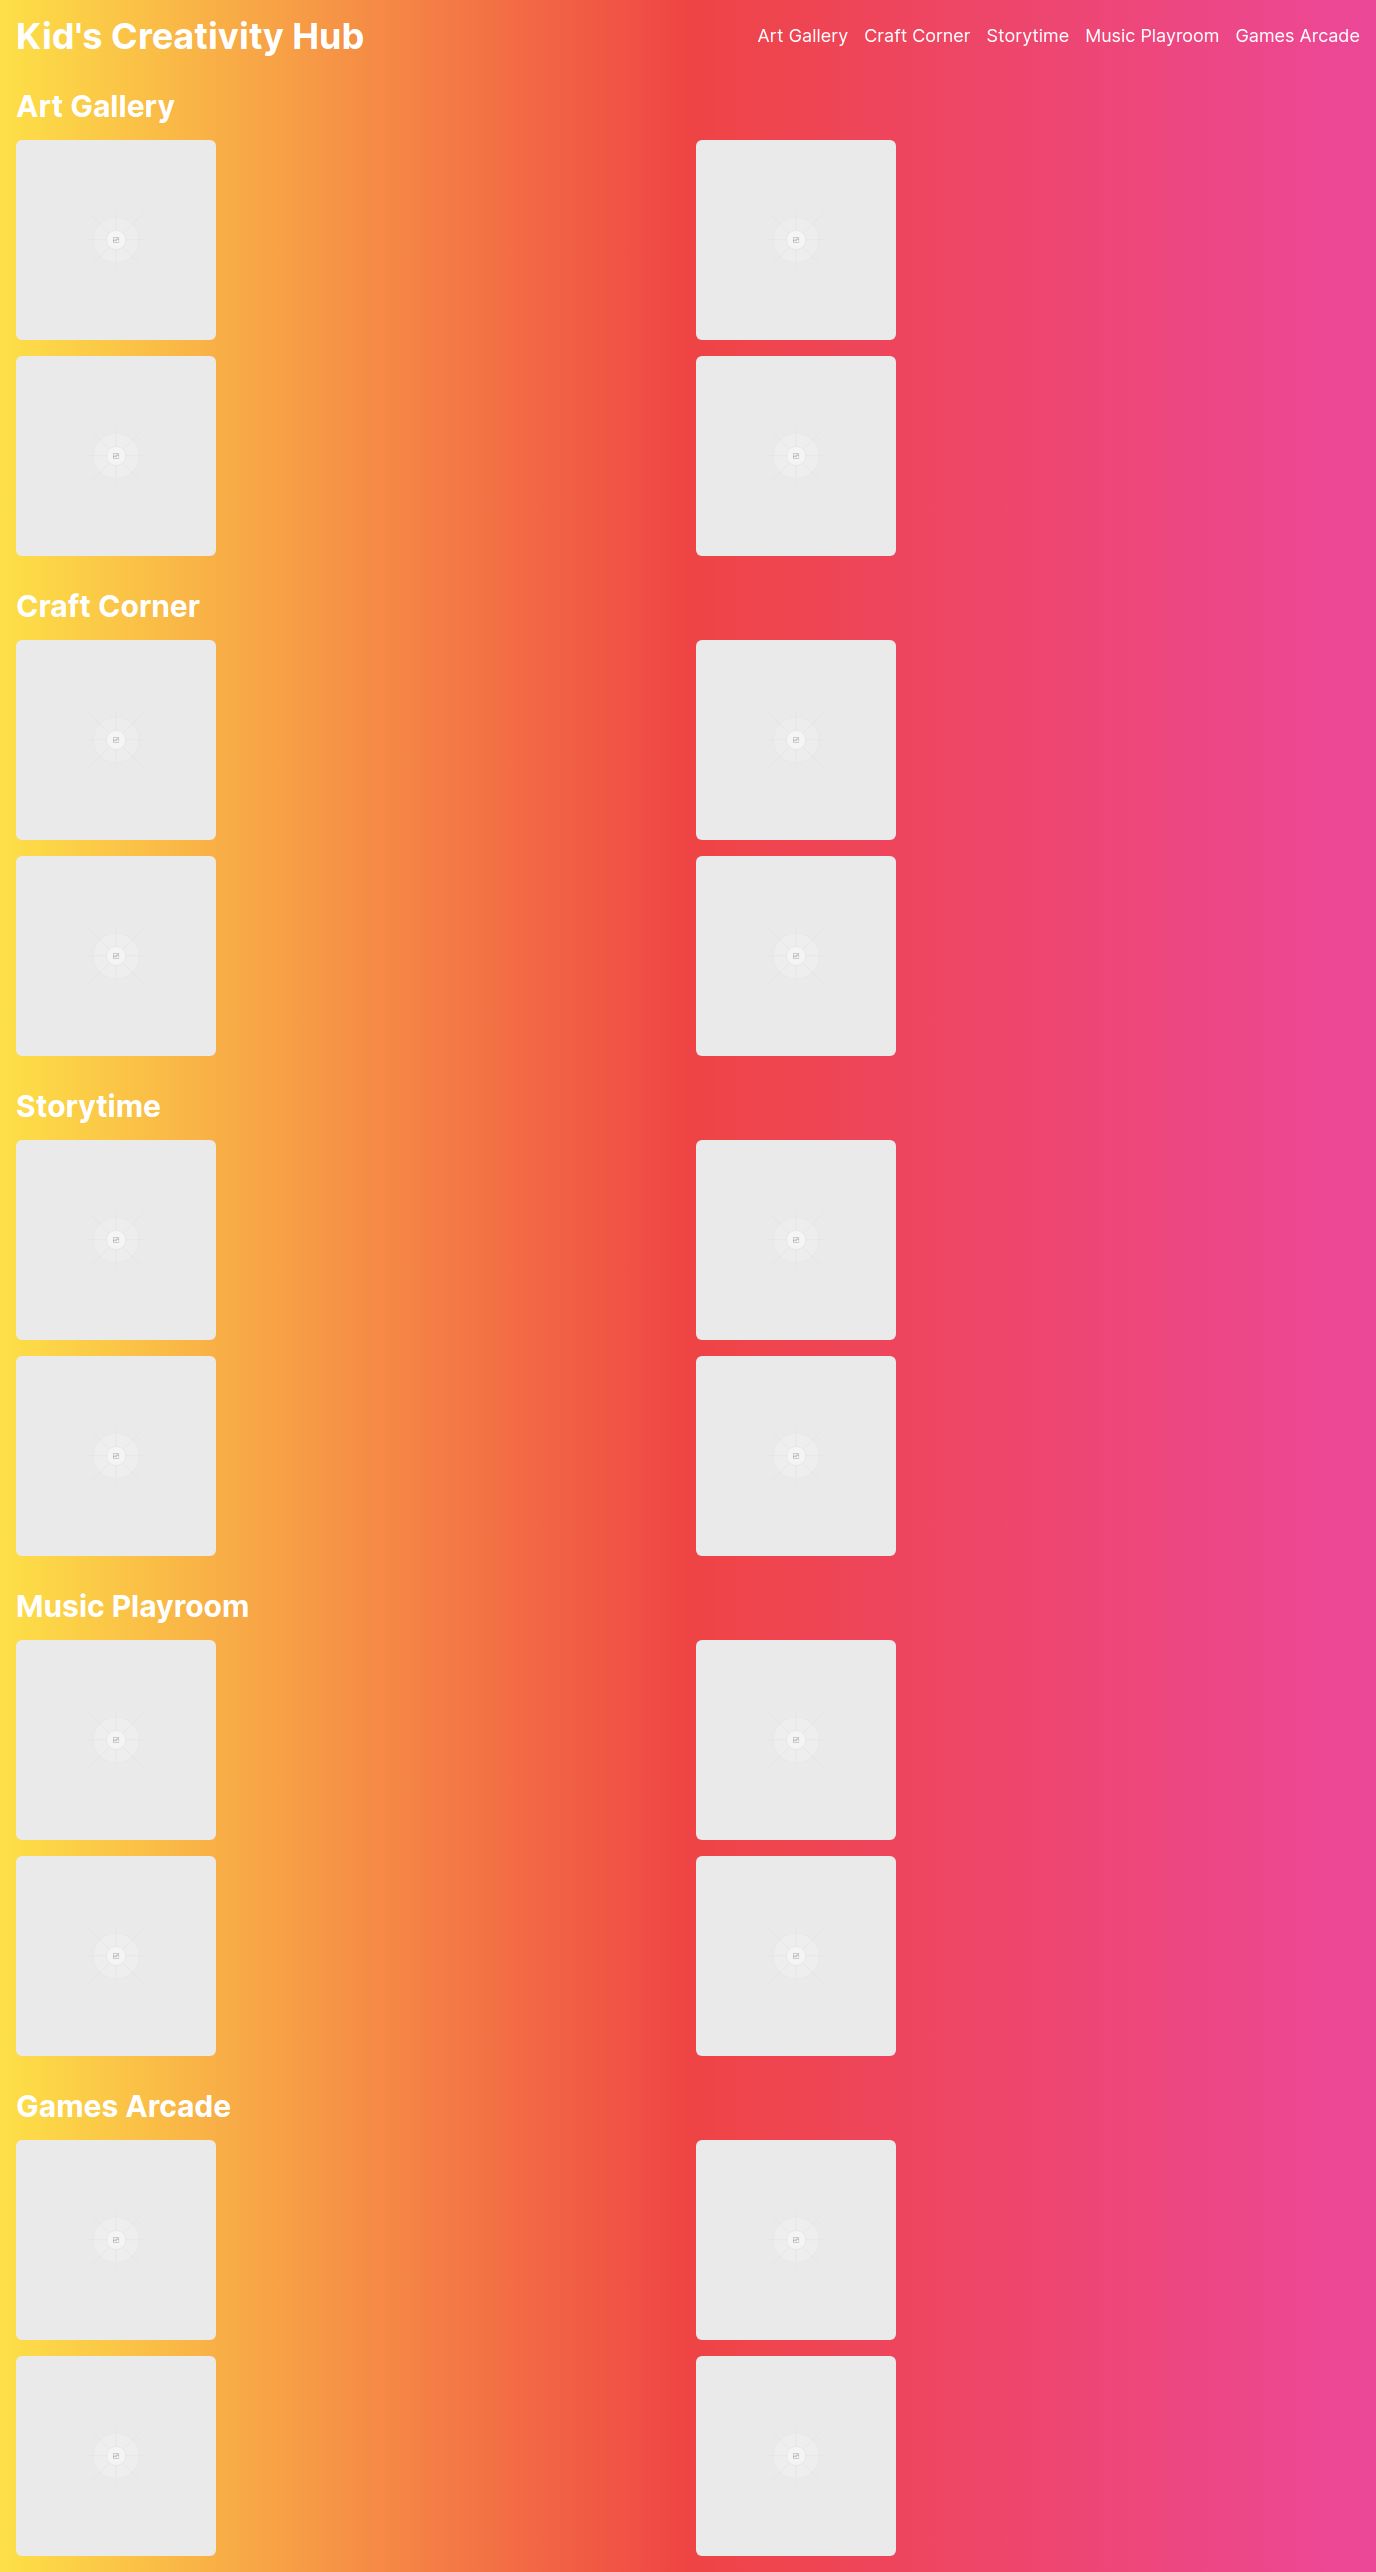 Kid's Creativity Hub
Art Gallery Craft Corner Storytime Music Playroom Games Arcade
Art Gallery
Craft Corner
Storytime
Music Playroom
Games Arcade